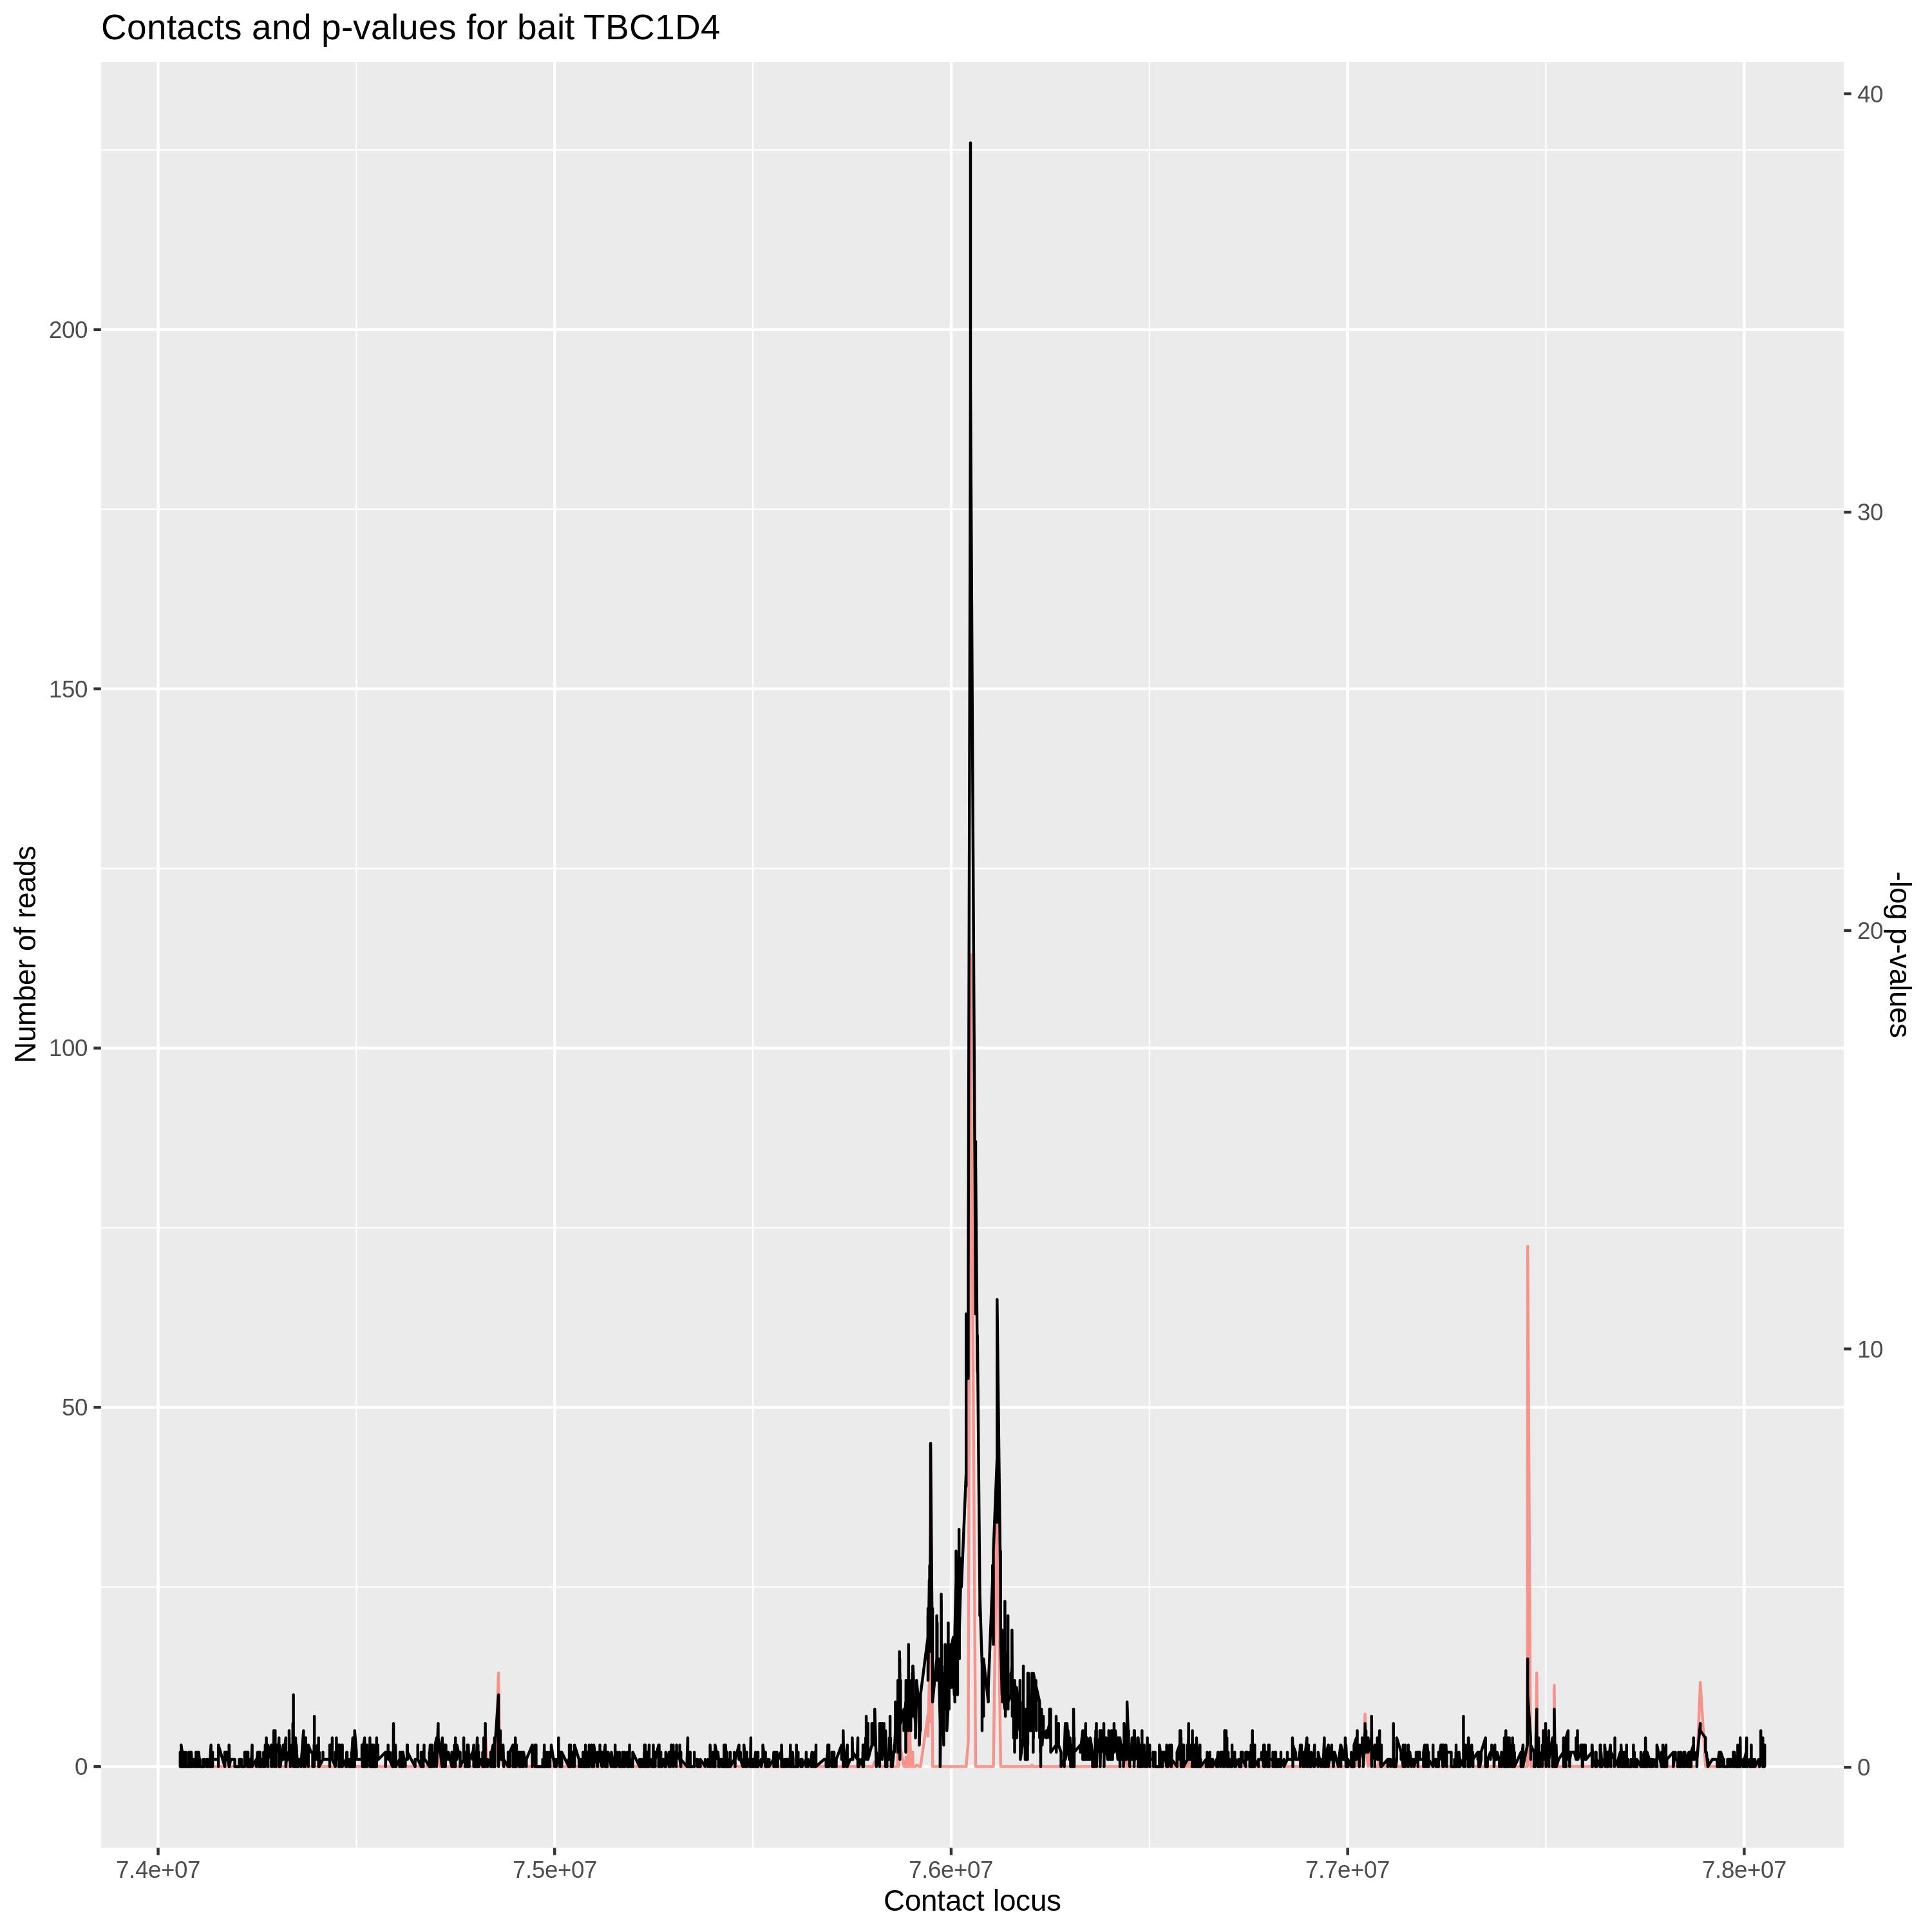 Contacts and p-values for bait TBC1D4
Number of reads
200
150
100
50
0
40
30
20
10
0
-log p-values
7.4e+07 7.5e+07 7.6e+07 7.7e+07 7.8e+07
Contact locus